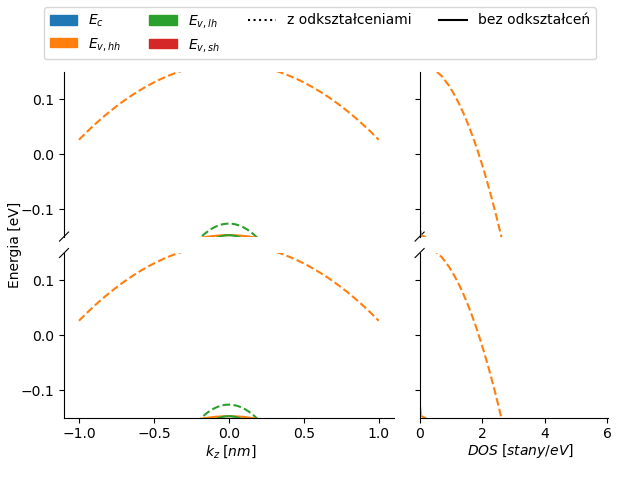 E_c E_{v, lh} z odkształceniami bez odkształceń
E_{v, hh} E_{v, sh}
0.1 0.0 −0.1
0.1 0.0 −0.1
Energia [eV]
−1.0 −0.5 0.0 0.5 1.0
k_z [nm]
0 2 4 6
DOS [stany/eV]